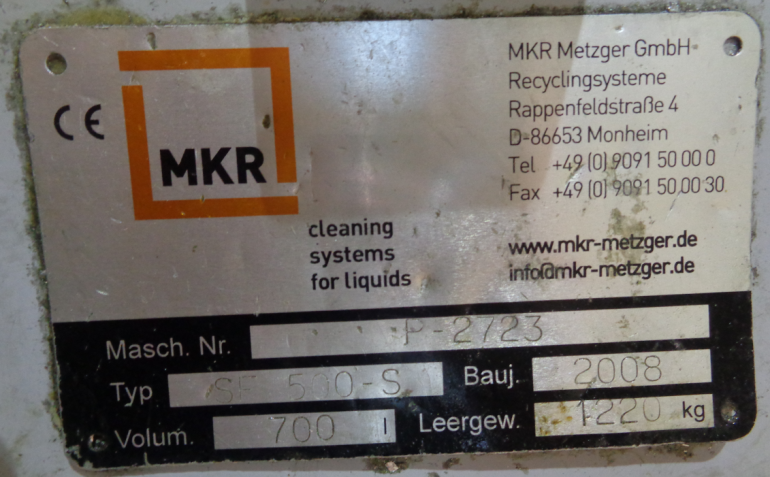 CE
MKR
MKR Metzger GmbH
Recyclingsysteme
Rappenfeldstraße 4
D-86653 Monheim
Tel +49 (0) 9091 50 00 0
Fax +49 (0) 9091 50 00 30
cleaning
systems
for liquids
www.mkr-metzger.de
info@mkr-metzger.de
Masch. Nr. P-2723
Typ SF 500-S Bauj. 2008
Volum. 700 l Leergew. 1220 kg